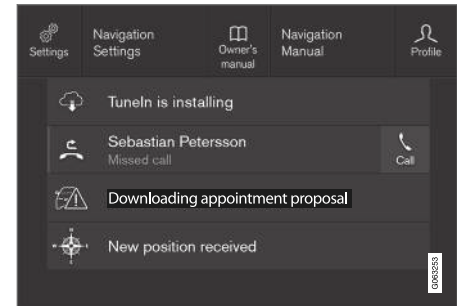 Settings
Navigation
Settings
Owner's
manual
Navigation
Manual
Profile
TuneIn is installing
Sebastian Petersson
Missed call
Call
Downloading appointment proposal
New position received
G063253